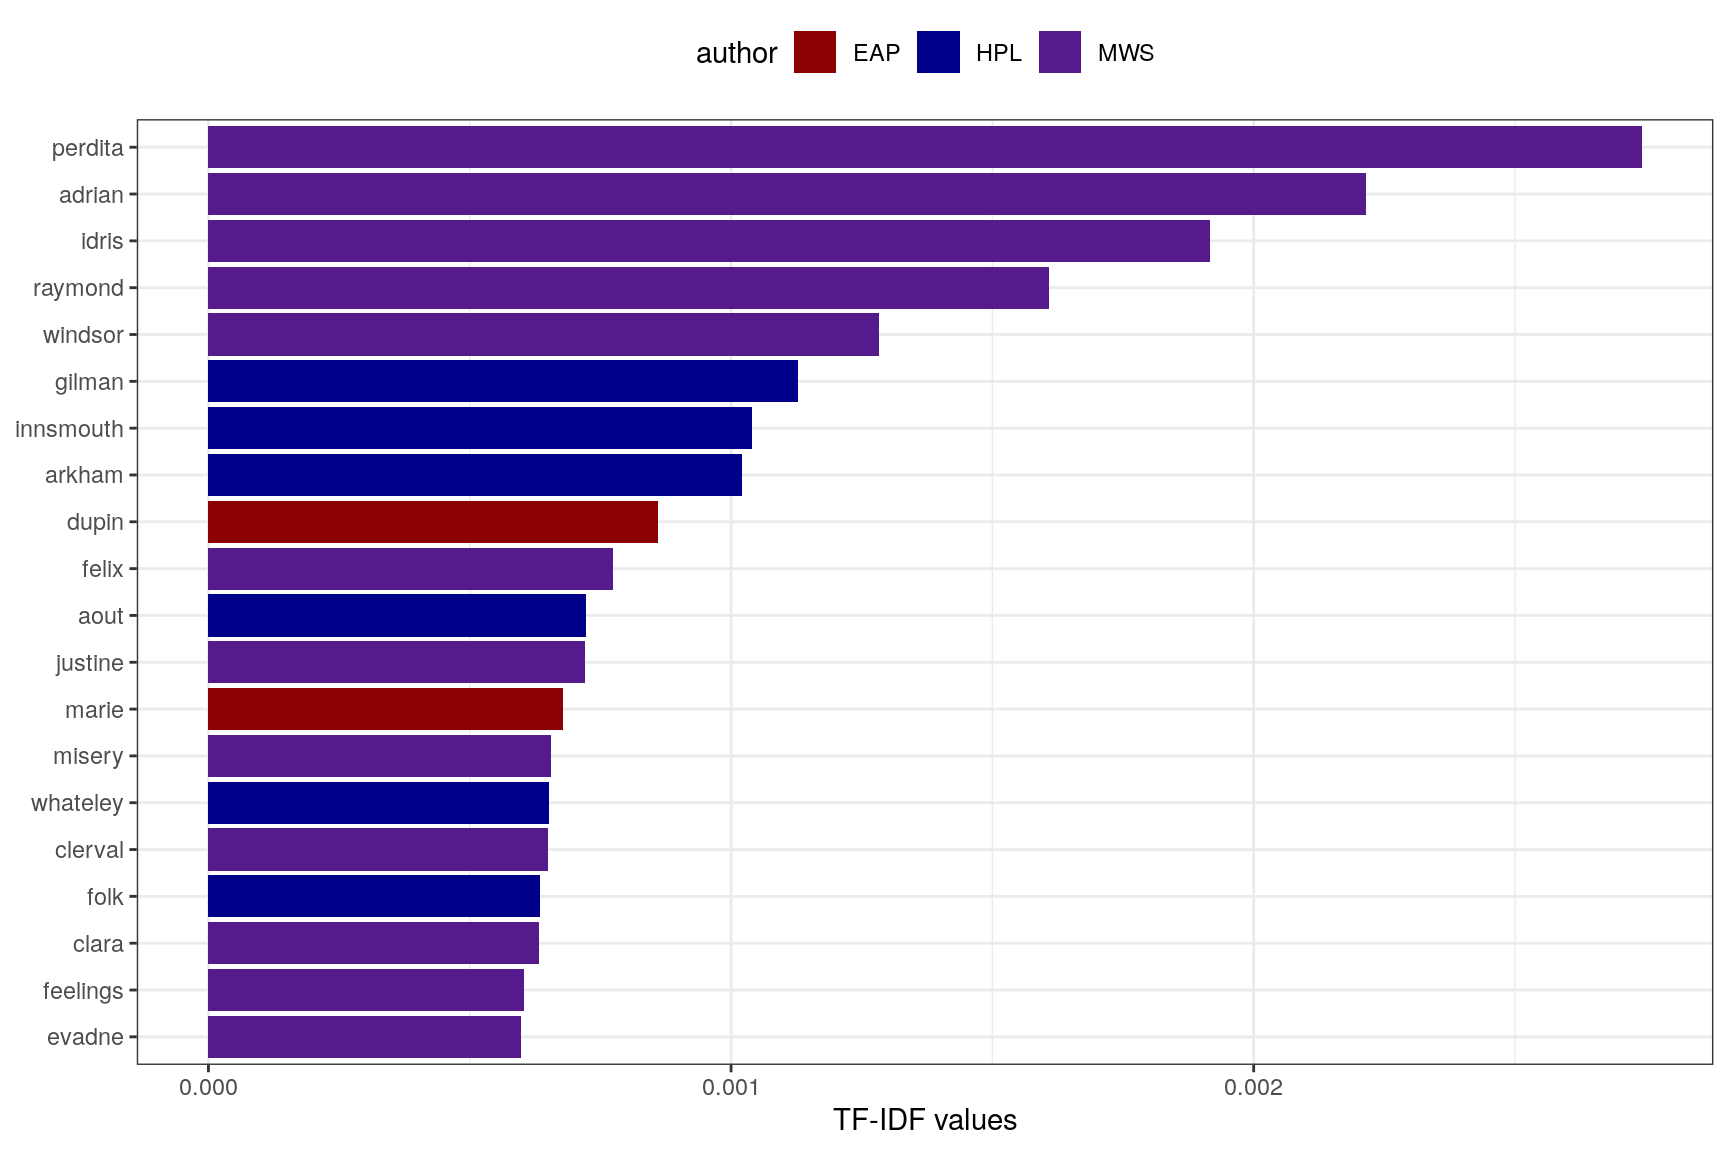 author EAP HPL MWS
perdita
adrian
idris
raymond
windsor
gilman
innsmouth
arkham
dupin
felix
aout
justine
marie
misery
whateley
clerval
folk
clara
feelings
evadne
0.000 0.001 0.002
TF-IDF values